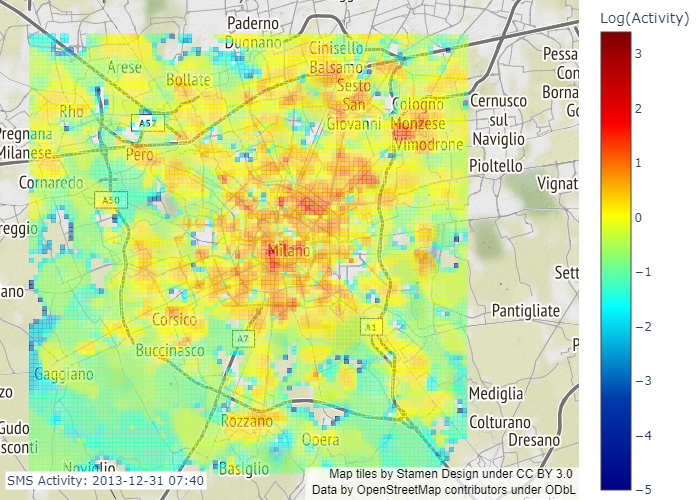 Log(Activity)
3
2
1
0
−1
−2
−3
−4
−5
Paderno
Dugnano
Cinisello
Balsamo
Arese
Bollate
Sesto
San
Giovanni
Cologno
Monzese
Vimodrone
Pessa
Con
Borna
Go
Cernusco
sul
Naviglio
Rho
A52
Pregnana
Milanese
Pero
Pioltello
Cornaredo
Vignat
A50
reggio
Milano
Sett
ano
Pantigliate
Corsico
A7
A1
Buccinasco
P
Gaggiano
zo
Mediglia
Rozzano
Colturano
Gudo
sconti
Opera
Dresano
Noviglio
Basiglio
SMS Activity: 2013-12-31 07:40
Map tiles by Stamen Design under CC BY 3.0
Data by OpenStreetMap contributors under ODbL